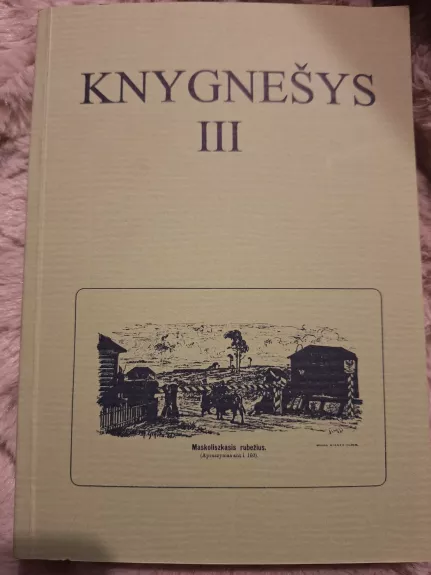 KNYGNEŠYS
III
Maskoliszkasis rubežius.